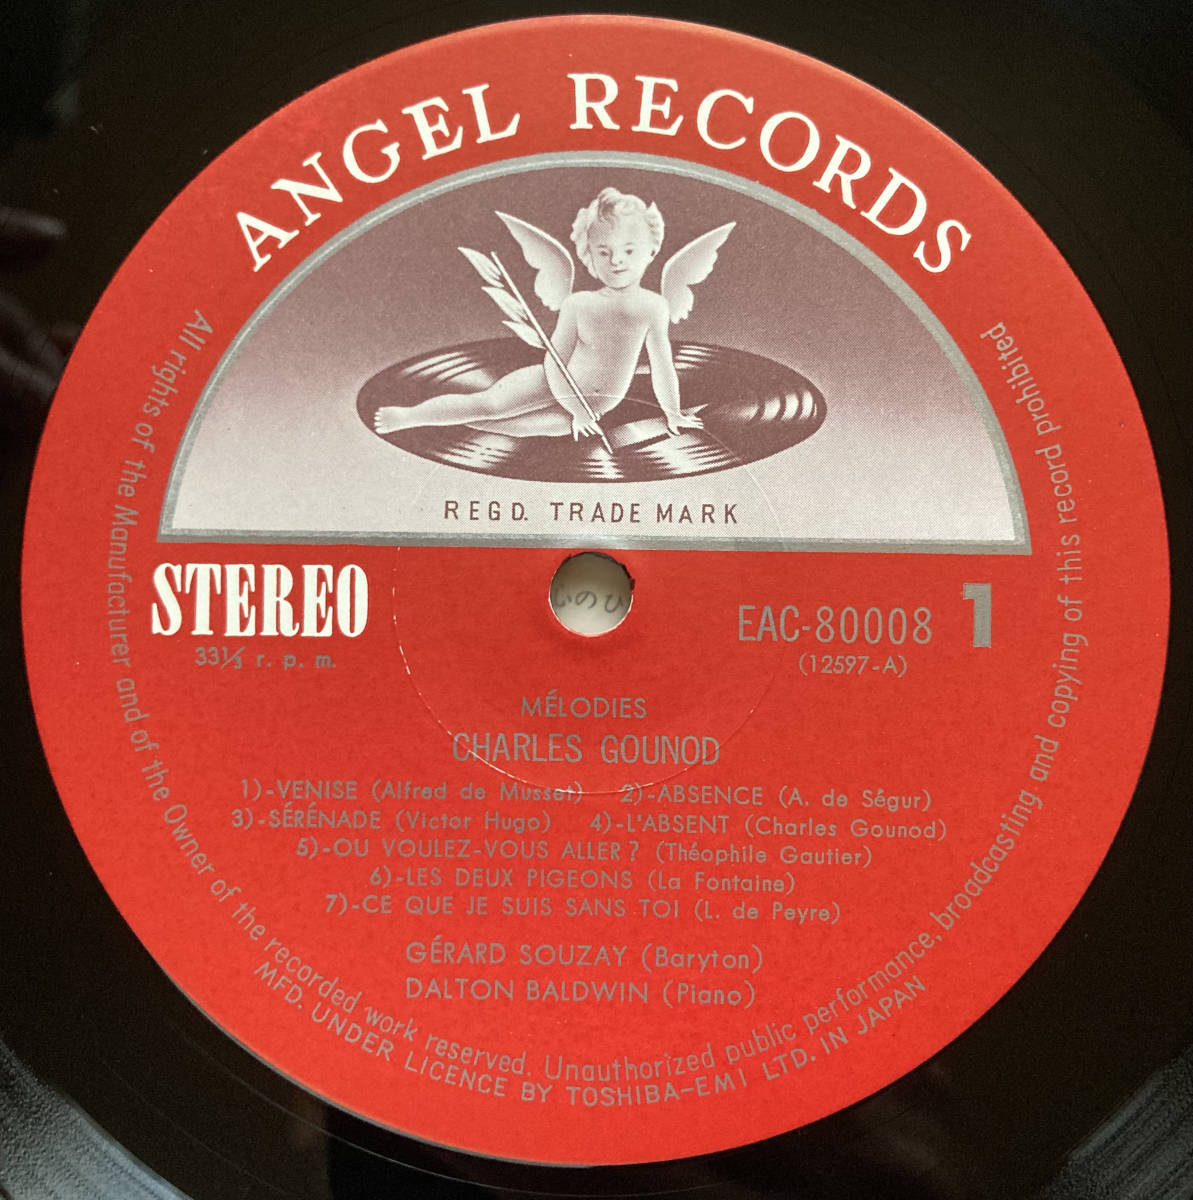 ANGEL RECORDS
REGD. TRADE MARK
STEREO
33⅓ r. p. m.
いのひ
EAC-80008 1
(12597-A)
MÉLODIES
CHARLES GOUNOD
1)-VENISE (Alfred de Musset) 2)-ABSENCE (A. de Ségur)
3)-SÉRÉNADE (Victor Hugo) 4)-L'ABSENT (Charles Gounod)
5)-OU VOULEZ-VOUS ALLER? (Théophile Gautier)
6)-LES DEUX PIGEONS (La Fontaine)
7)-CE QUE JE SUIS SANS TOI (L. de Peyre)
GÉRARD SOUZAY (Baryton)
DALTON BALDWIN (Piano)
All rights of the Manufacturer and of the Owner of the recorded work reserved. Unauthorized public performance, broadcasting and copying of this record prohibited
MFD. UNDER LICENCE BY TOSHIBA-EMI LTD. IN JAPAN